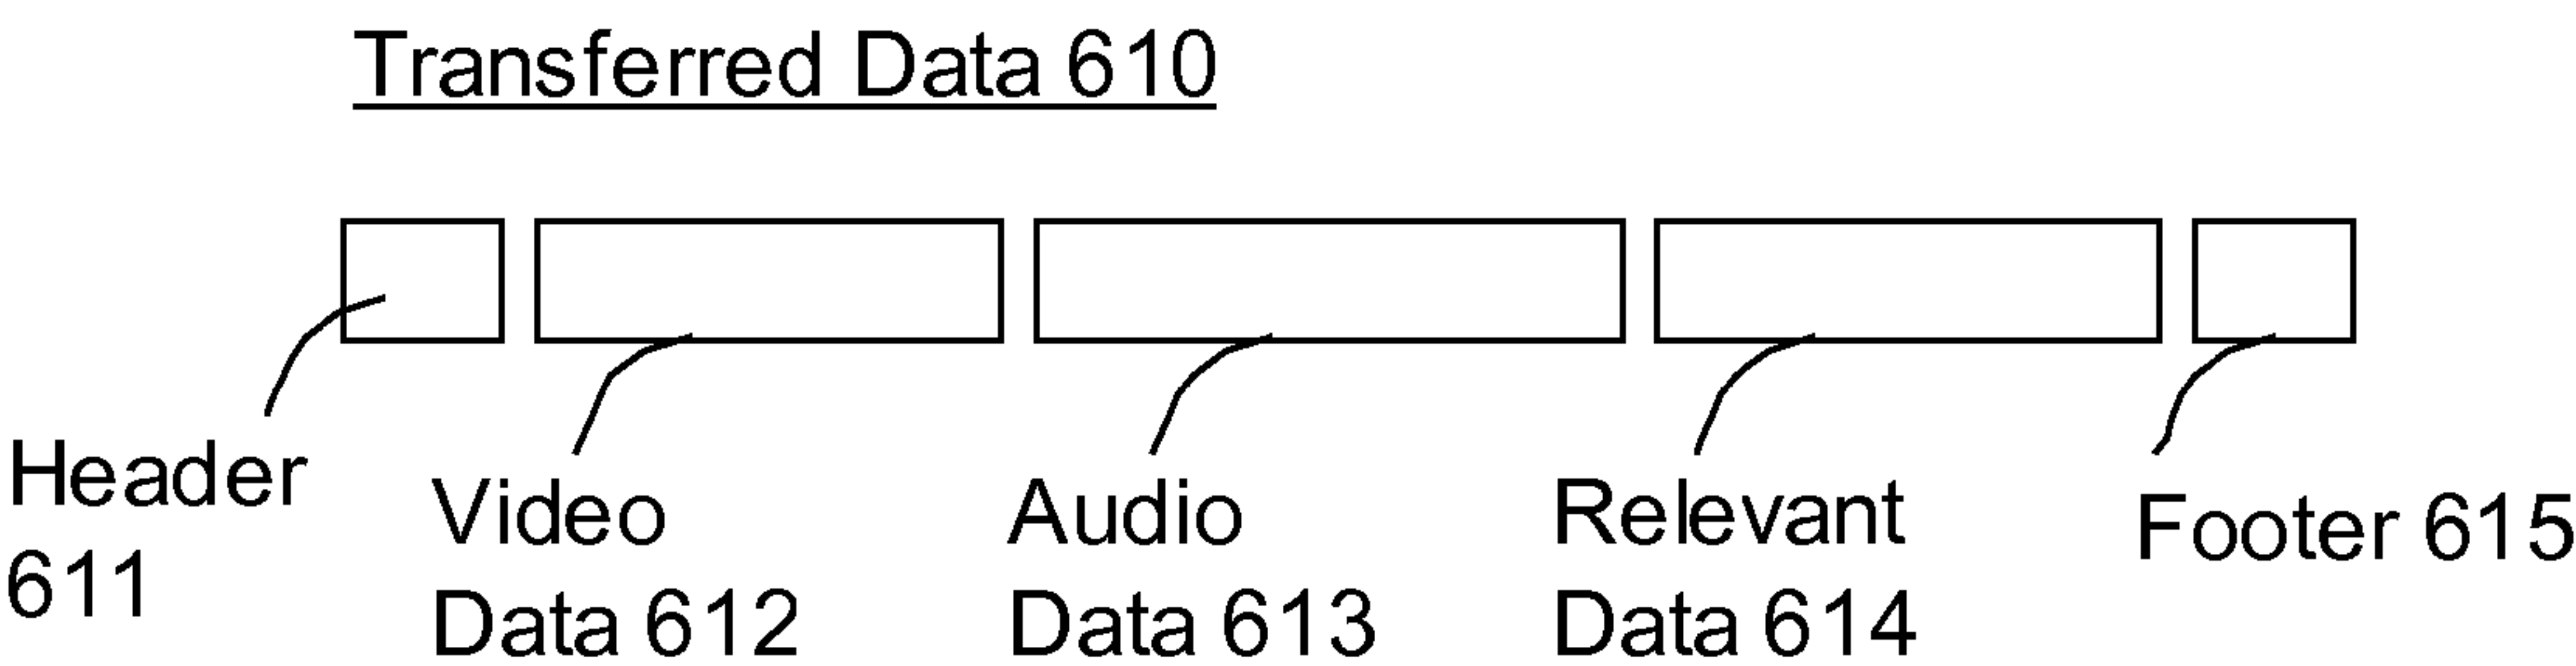 Transferred Data 610
Header
611
Video
Data 612
Audio
Data 613
Relevant
Data 614
Footer 615